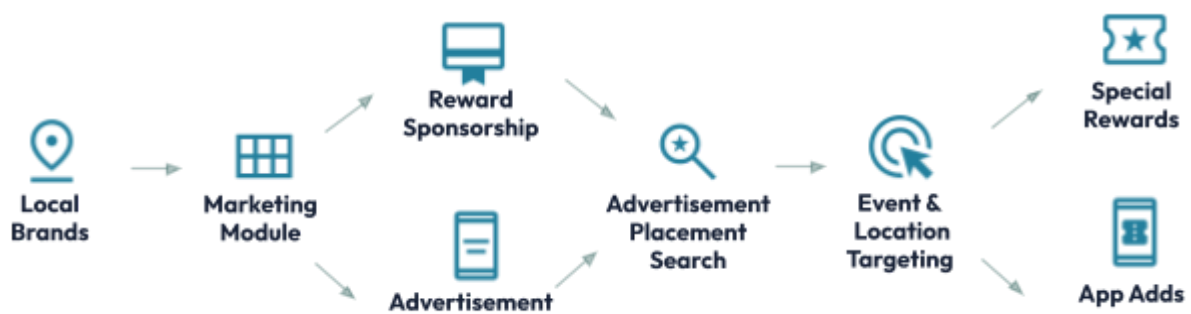 Local
Brands
Marketing
Module
Reward
Sponsorship
Advertisement
Advertisement
Placement
Search
Event &
Location
Targeting
Special
Rewards
App Adds